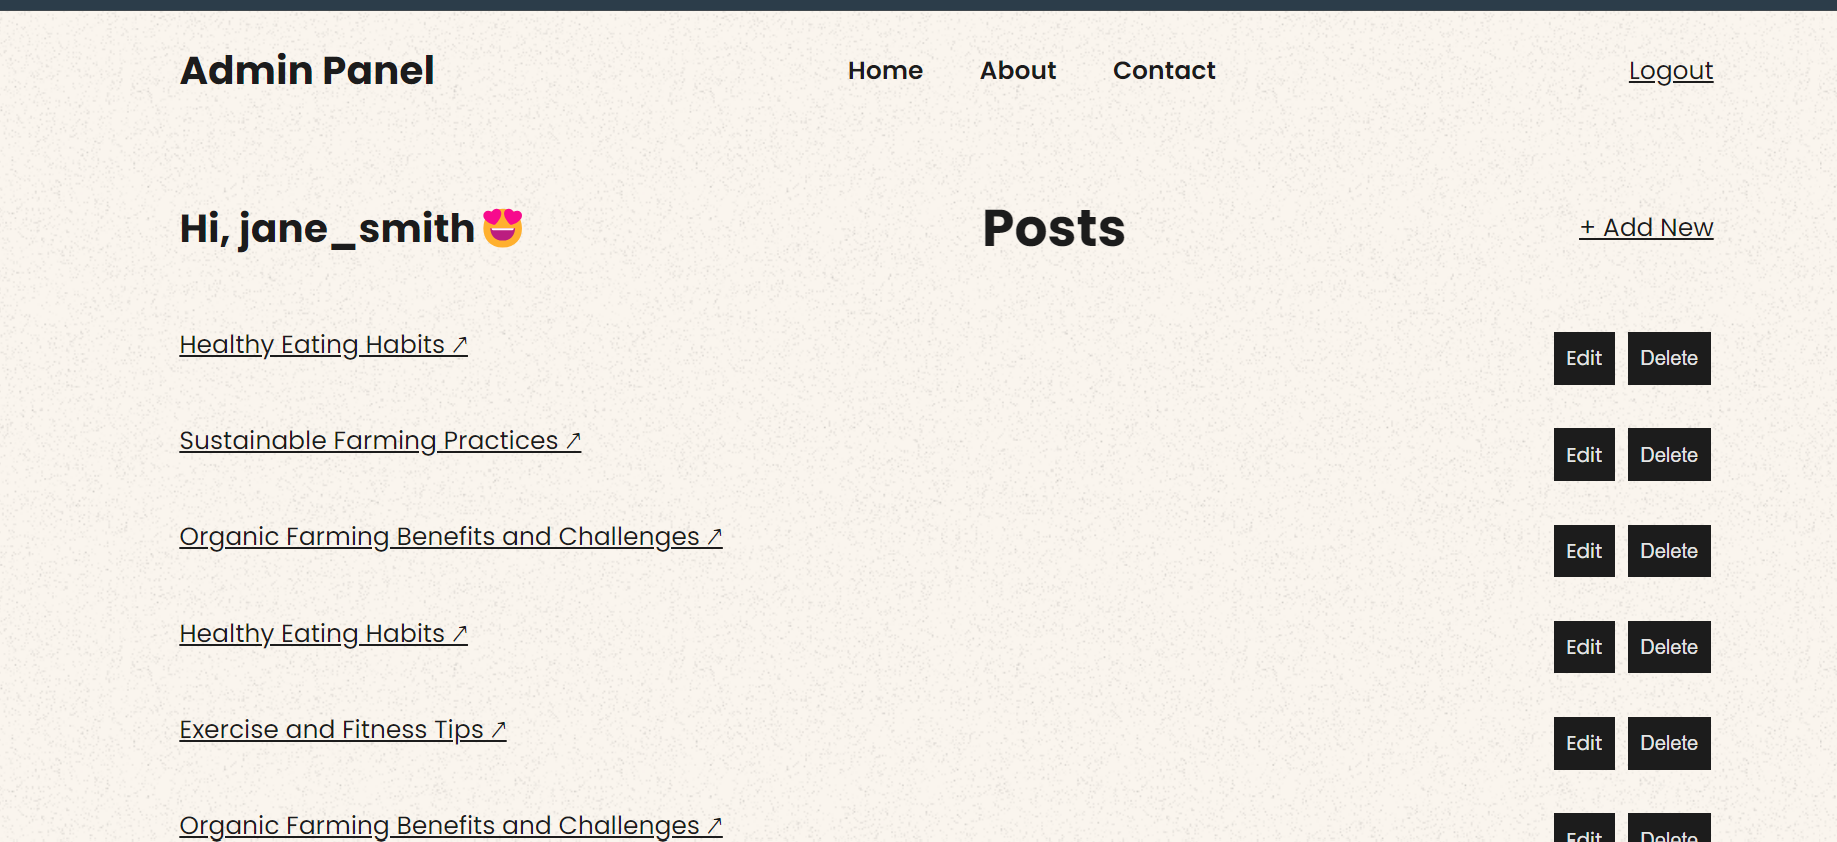 Admin Panel Home About Contact Logout
Hi, jane_smith😍 Posts + Add New
Healthy Eating Habits ↗ Edit Delete
Sustainable Farming Practices ↗ Edit Delete
Organic Farming Benefits and Challenges ↗ Edit Delete
Healthy Eating Habits ↗ Edit Delete
Exercise and Fitness Tips ↗ Edit Delete
Organic Farming Benefits and Challenges ↗ Edit Delete